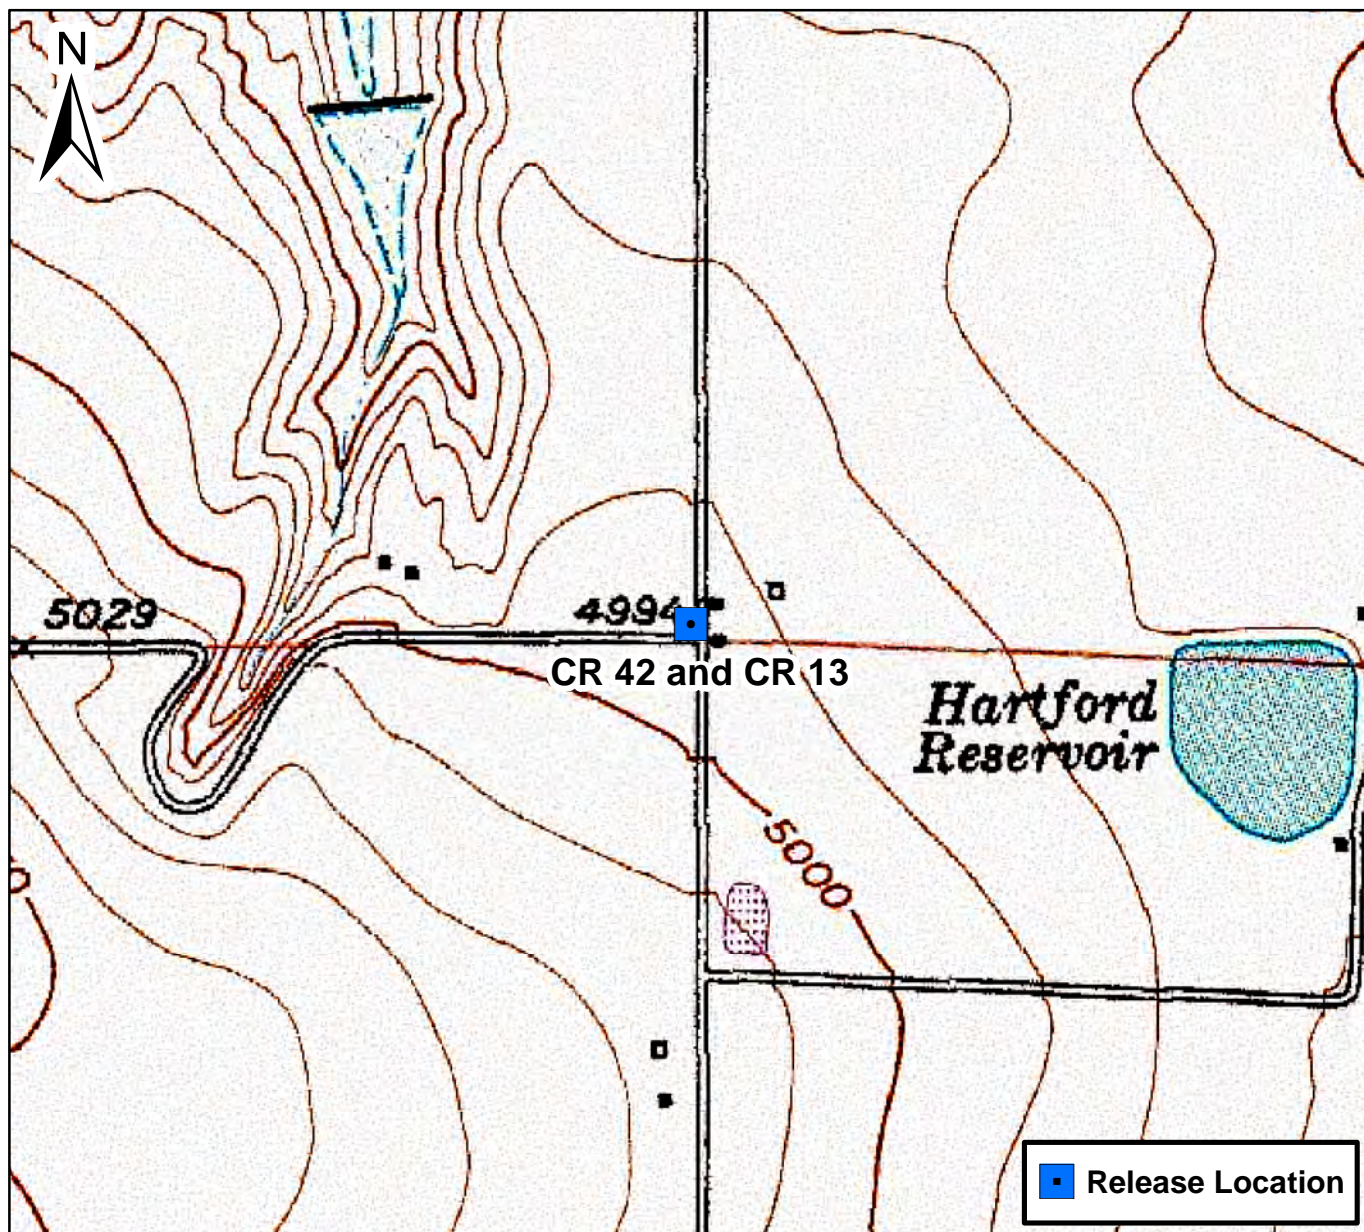 N
5029
4994
CR 42 and CR 13
Hartford
Reservoir
5000
Release Location